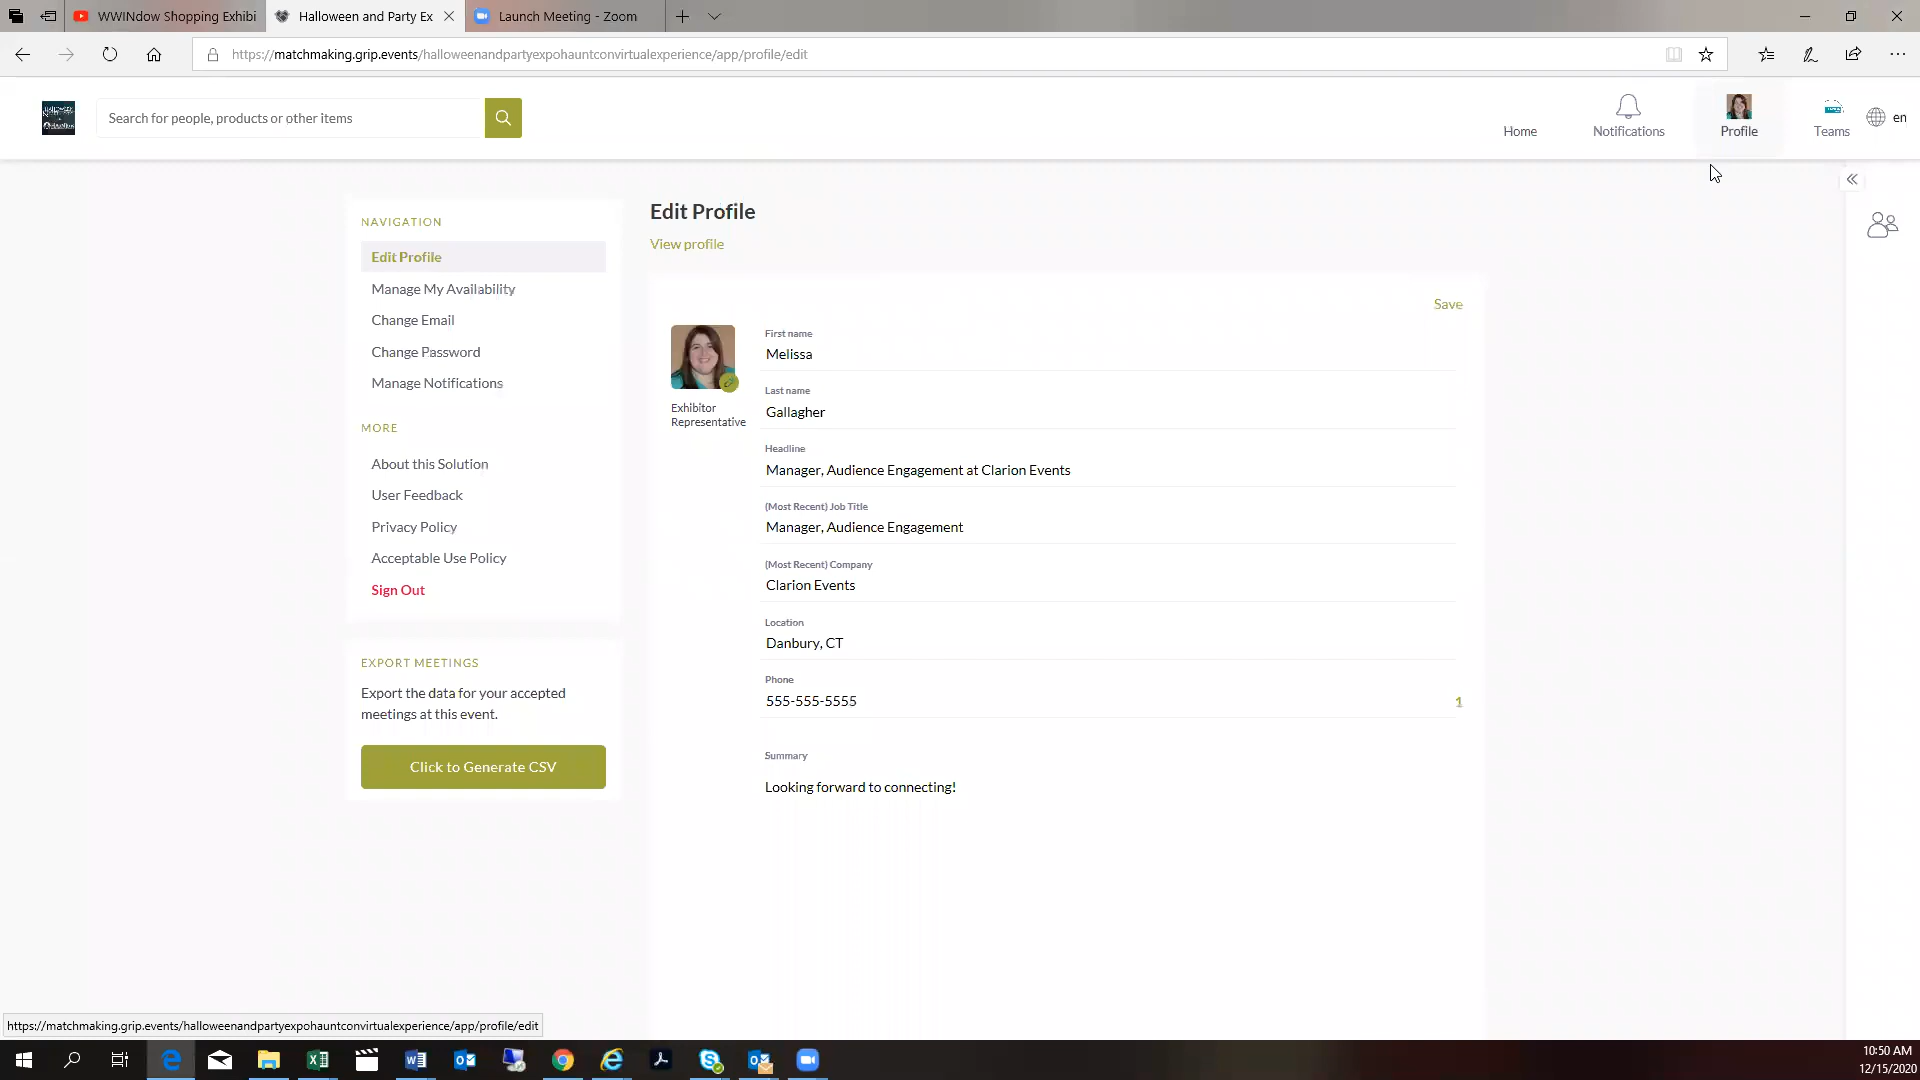 WWINdow Shopping Exhibi
Halloween and Party Ex
Launch Meeting - Zoom
https://matchmaking.grip.events/halloweenandpartyexpohauntconvirtualexperience/app/profile/edit
Search for people, products or other items
Home
Notifications
Profile
Teams
en
NAVIGATION
Edit Profile
Manage My Availability
Change Email
Change Password
Manage Notifications
MORE
About this Solution
User Feedback
Privacy Policy
Acceptable Use Policy
Sign Out
EXPORT MEETINGS
Export the data for your accepted
meetings at this event.
Click to Generate CSV
Edit Profile
View profile
Save
Exhibitor
Representative
First name
Melissa
Last name
Gallagher
Headline
Manager, Audience Engagement at Clarion Events
(Most Recent) Job Title
Manager, Audience Engagement
(Most Recent) Company
Clarion Events
Location
Danbury, CT
Phone
555-555-5555
1
Summary
Looking forward to connecting!
https://matchmaking.grip.events/halloweenandpartyexpohauntconvirtualexperience/app/profile/edit
10:50 AM
12/15/2020